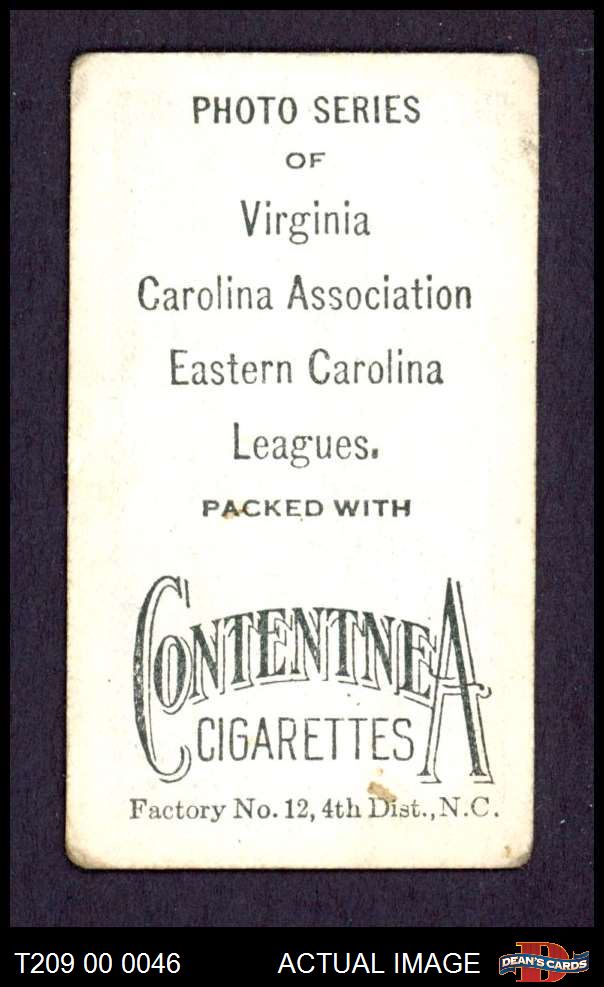 PHOTO SERIES
OF
Virginia
Carolina Association
Eastern Carolina
Leagues.
PACKED WITH
CONTENTNEA
CIGARETTES
Factory No. 12, 4th Dist., N.C.
T209 00 0046
ACTUAL IMAGE
D
DEAN'S CARDS